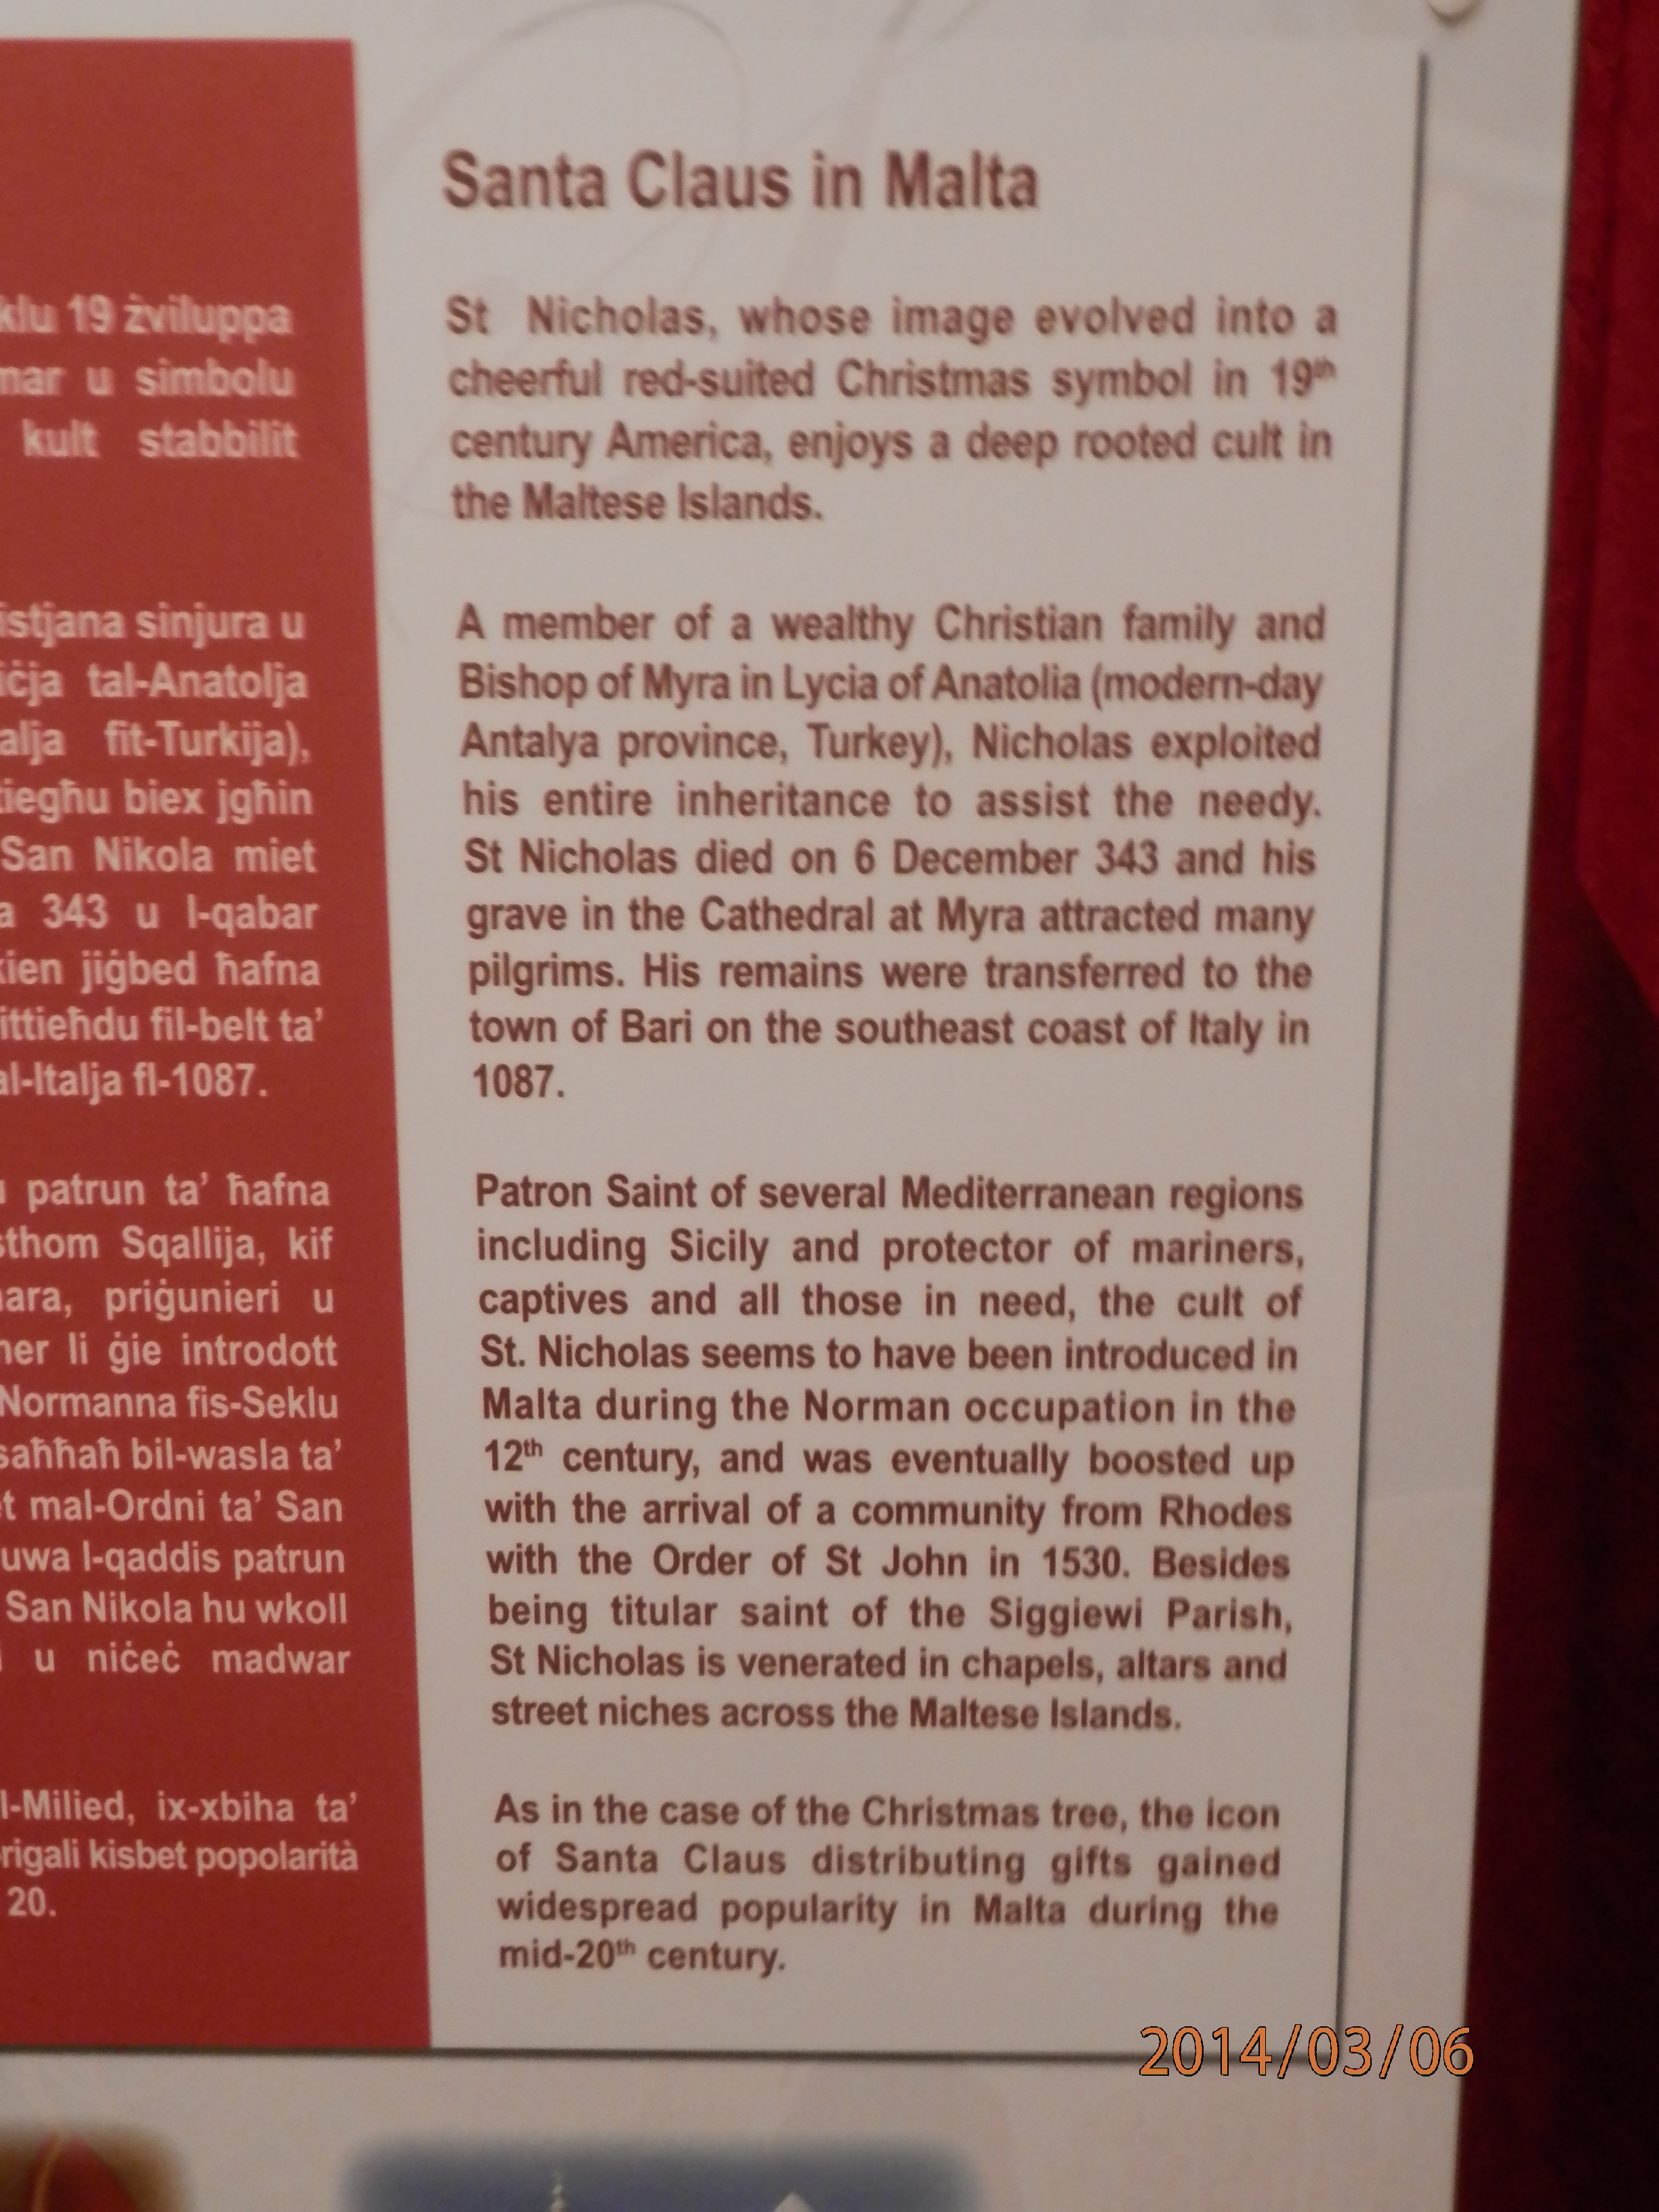 klu 19 żviluppa
mar u simbolu
kult stabbilit
istjana sinjura u
iċja tal-Anatolja
alja fit-Turkija),
tiegħu biex jgħin
San Nikola miet
a 343 u l-qabar
kien jiġbed ħafna
ittieħdu fil-belt ta’
al-Italja fl-1087.
u patrun ta’ ħafna
sthom Sqallija, kif
ħara, priġunieri u
her li ġie introdott
Normanna fis-Seklu
saħħaħ bil-wasla ta’
et mal-Ordni ta’ San
uwa l-qaddis patrun
San Nikola hu wkoll
i u niċeċ madwar
l-Milied, ix-xbiha ta’
rigali kisbet popolarità
20.
Santa Claus in Malta
St Nicholas, whose image evolved into a
cheerful red-suited Christmas symbol in 19th
century America, enjoys a deep rooted cult in
the Maltese Islands.
A member of a wealthy Christian family and
Bishop of Myra in Lycia of Anatolia (modern-day
Antalya province, Turkey), Nicholas exploited
his entire inheritance to assist the needy.
St Nicholas died on 6 December 343 and his
grave in the Cathedral at Myra attracted many
pilgrims. His remains were transferred to the
town of Bari on the southeast coast of Italy in
1087.
Patron Saint of several Mediterranean regions
including Sicily and protector of mariners,
captives and all those in need, the cult of
St. Nicholas seems to have been introduced in
Malta during the Norman occupation in the
12th century, and was eventually boosted up
with the arrival of a community from Rhodes
with the Order of St John in 1530. Besides
being titular saint of the Siggiewi Parish,
St Nicholas is venerated in chapels, altars and
street niches across the Maltese Islands.
As in the case of the Christmas tree, the icon
of Santa Claus distributing gifts gained
widespread popularity in Malta during the
mid-20th century.
2014/03/06